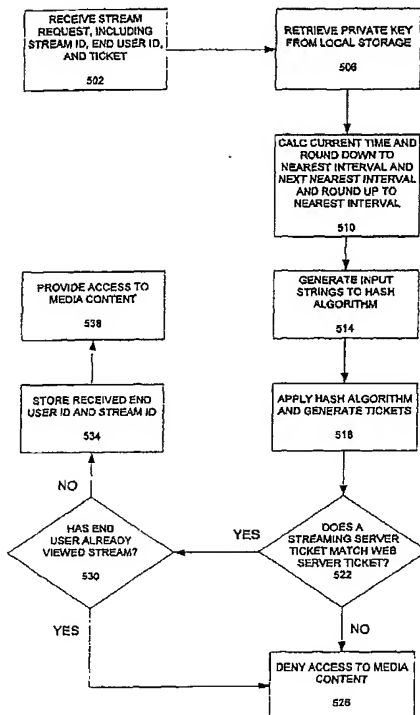 RECEIVE STREAM
REQUEST, INCLUDING
STREAM ID, END USER ID,
AND TICKET
502
RETRIEVE PRIVATE KEY
FROM LOCAL STORAGE
506
CALC CURRENT TIME AND
ROUND DOWN TO
NEAREST INTERVAL AND
NEXT NEAREST INTERVAL
AND ROUND UP TO
NEAREST INTERVAL
510
GENERATE INPUT
STRINGS TO HASH
ALGORITHM
514
APPLY HASH ALGORITHM
AND GENERATE TICKETS
518
DOES A
STREAMING SERVER
TICKET MATCH WEB
SERVER TICKET?
522
YES
NO
HAS END
USER ALREADY
VIEWED STREAM?
530
NO
YES
STORE RECEIVED END
USER ID AND STREAM ID
534
PROVIDE ACCESS TO
MEDIA CONTENT
538
DENY ACCESS TO MEDIA
CONTENT
526